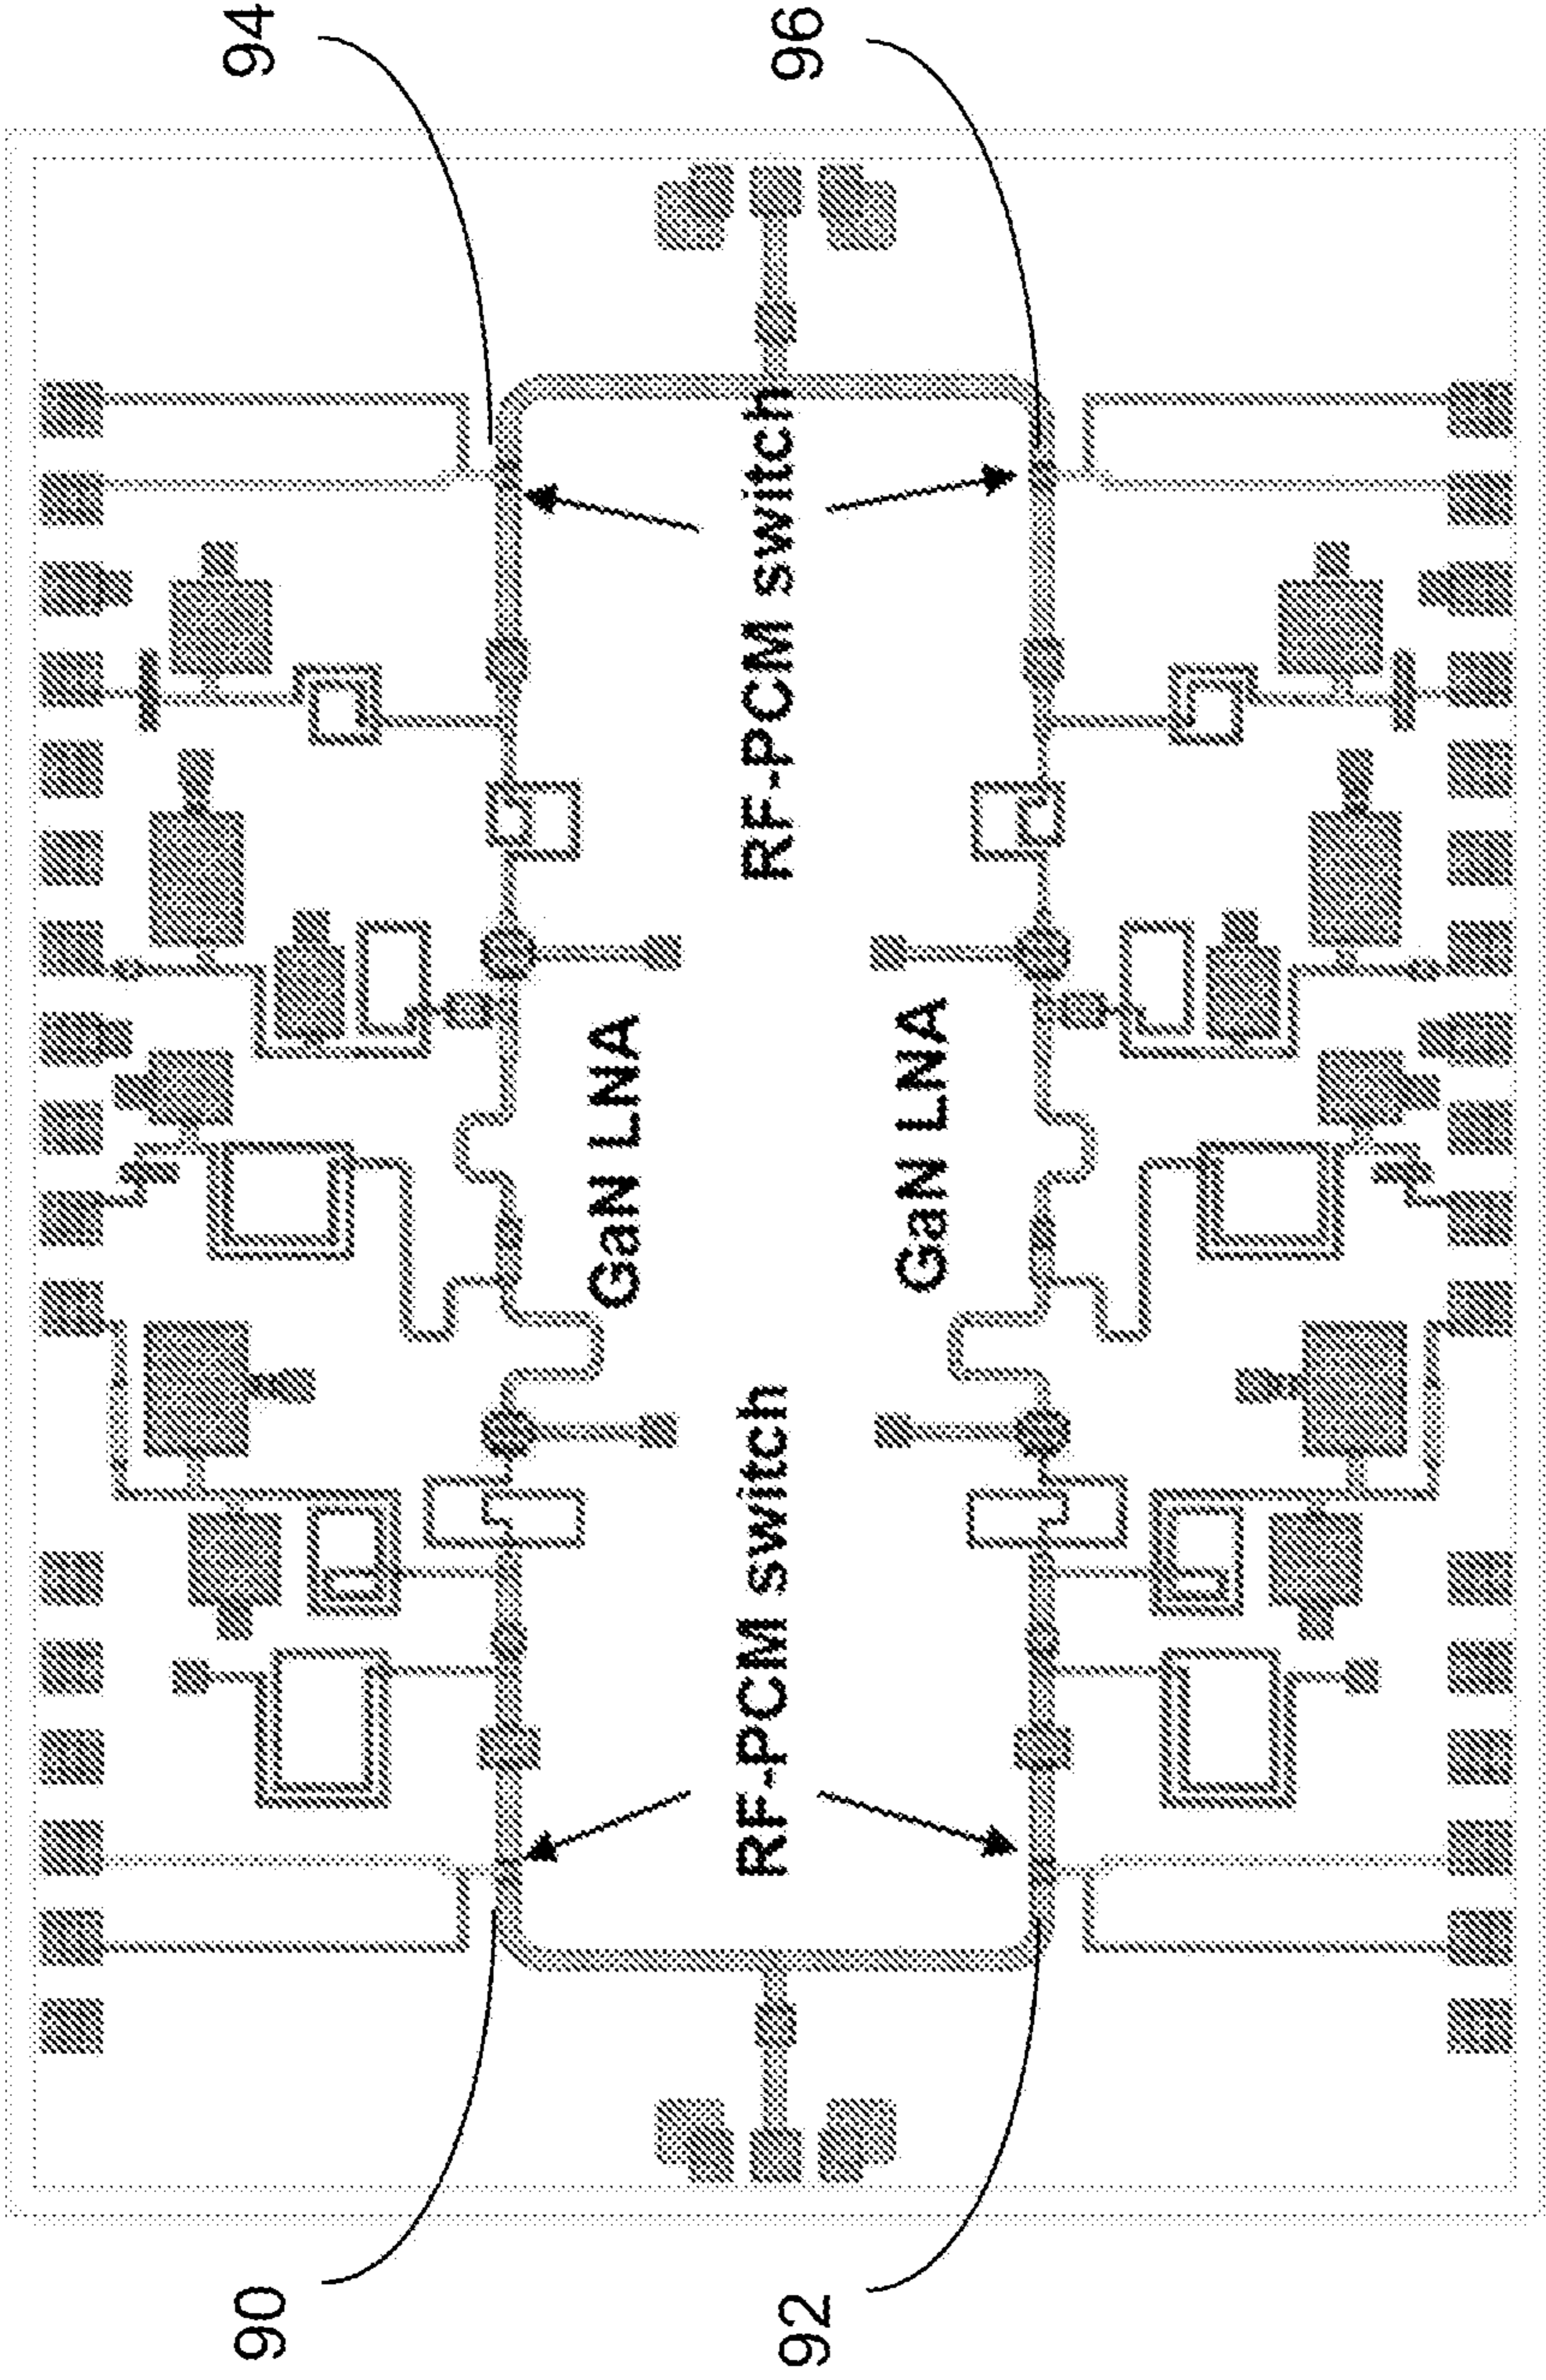 94
96
RF-PCM switch
GaN LNA
GaN LNA
RF-PCM switch
90
92